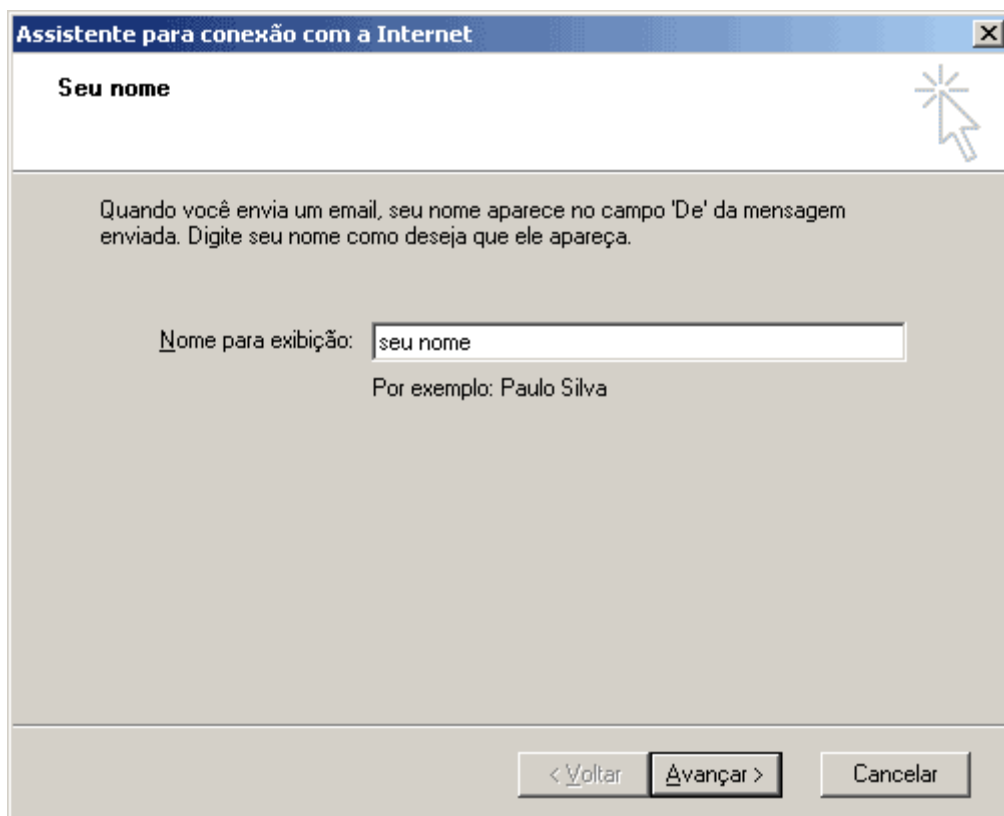 Assistente para conexão com a Internet
Seu nome
Quando você envia um email, seu nome aparece no campo 'De' da mensagem
enviada. Digite seu nome como deseja que ele apareça.
Nome para exibição: seu nome
Por exemplo: Paulo Silva
< Voltar Avançar > Cancelar